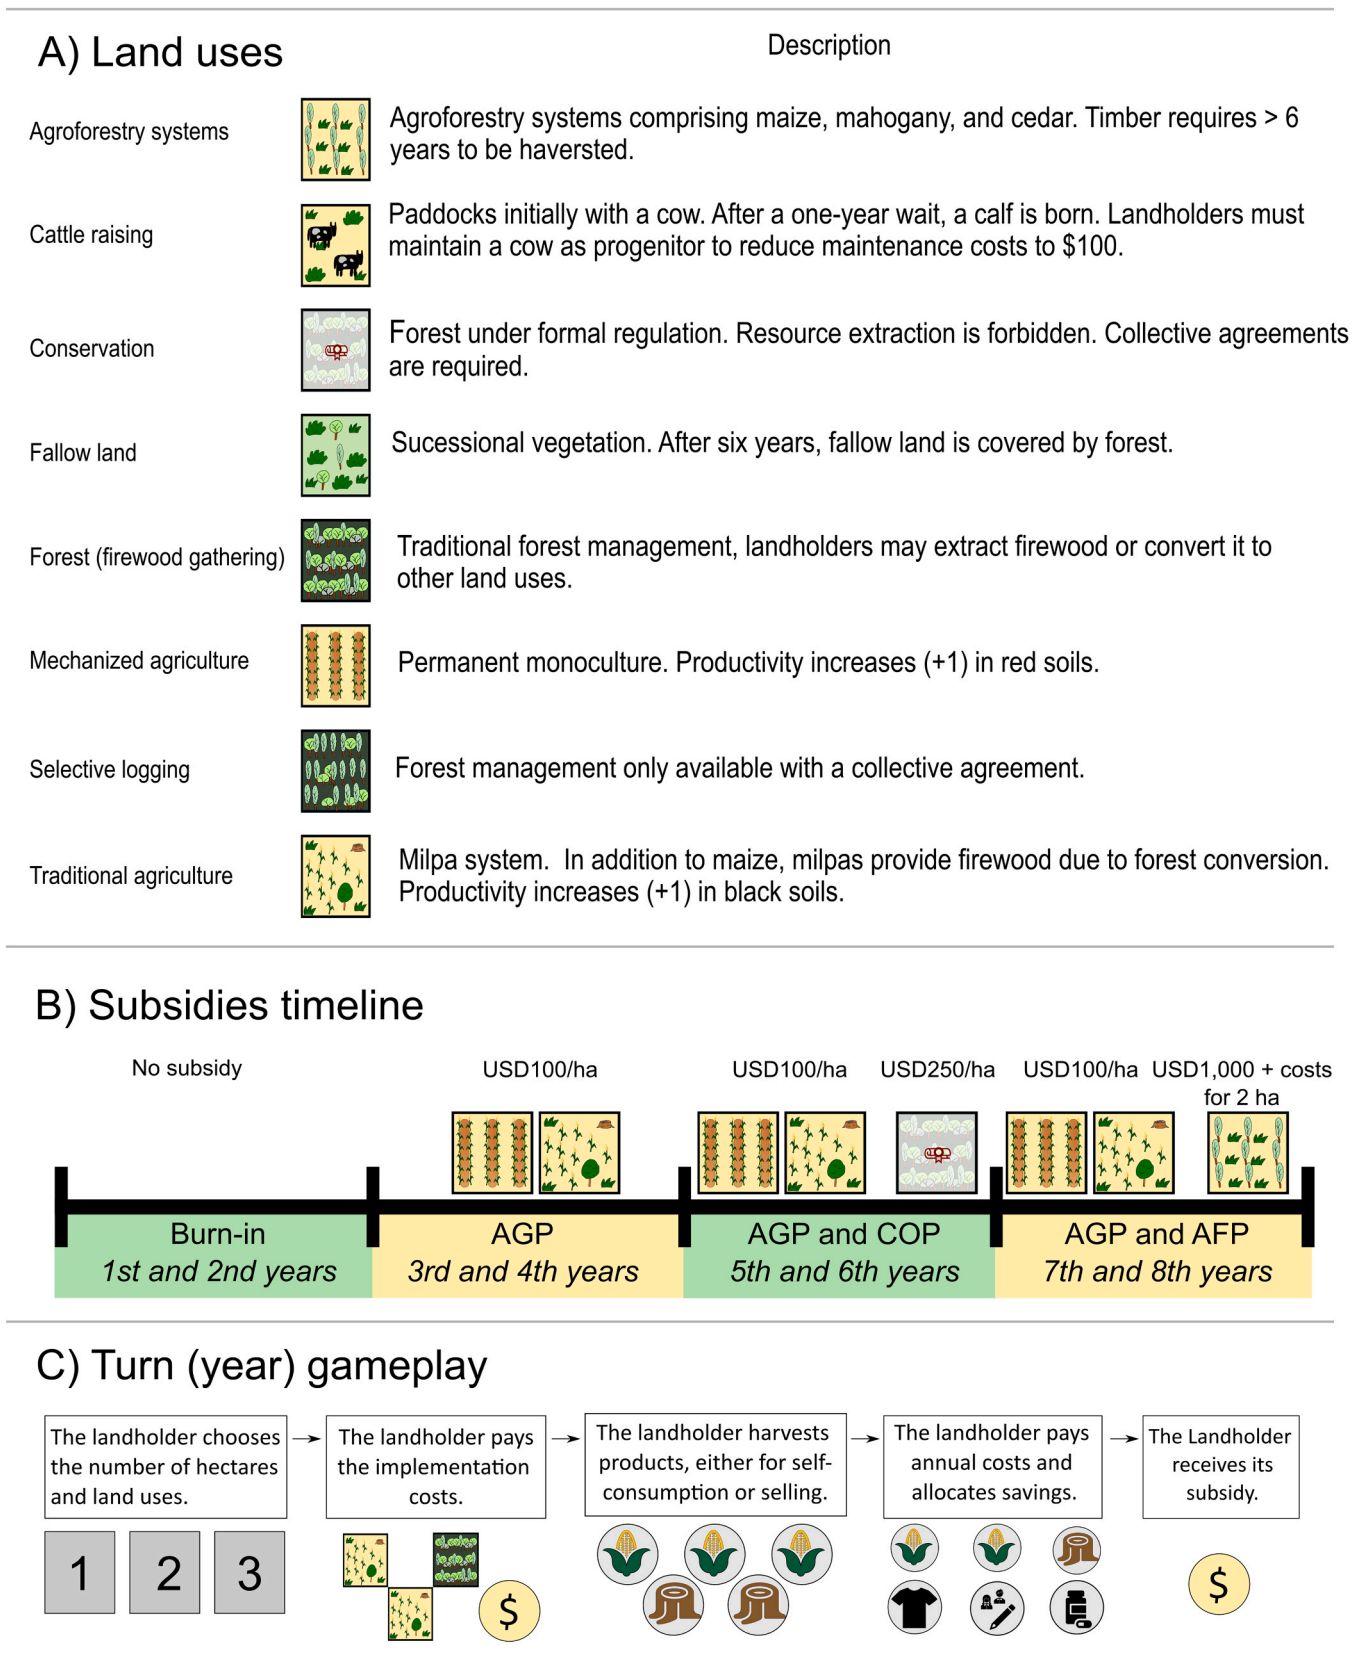 A) Land uses
Description
Agroforestry systems
Agroforestry systems comprising maize, mahogany, and cedar. Timber requires > 6
years to be haversted.
Cattle raising
Paddocks initially with a cow. After a one-year wait, a calf is born. Landholders must
maintain a cow as progenitor to reduce maintenance costs to $100.
Conservation
Forest under formal regulation. Resource extraction is forbidden. Collective agreements
are required.
Fallow land
Sucessional vegetation. After six years, fallow land is covered by forest.
Forest (firewood gathering)
Traditional forest management, landholders may extract firewood or convert it to
other land uses.
Mechanized agriculture
Permanent monoculture. Productivity increases (+1) in red soils.
Selective logging
Forest management only available with a collective agreement.
Traditional agriculture
Milpa system. In addition to maize, milpas provide firewood due to forest conversion.
Productivity increases (+1) in black soils.
B) Subsidies timeline
No subsidy
USD100/ha
USD100/ha
USD250/ha
USD100/ha
USD1,000 + costs
for 2 ha
Burn-in
1st and 2nd years
AGP
3rd and 4th years
AGP and COP
5th and 6th years
AGP and AFP
7th and 8th years
C) Turn (year) gameplay
The landholder chooses
the number of hectares
and land uses.
1
2
3
The landholder pays
the implementation
costs.
$
The landholder harvests
products, either for self-
consumption or selling.
The landholder pays
annual costs and
allocates savings.
The Landholder
receives its
subsidy.
$